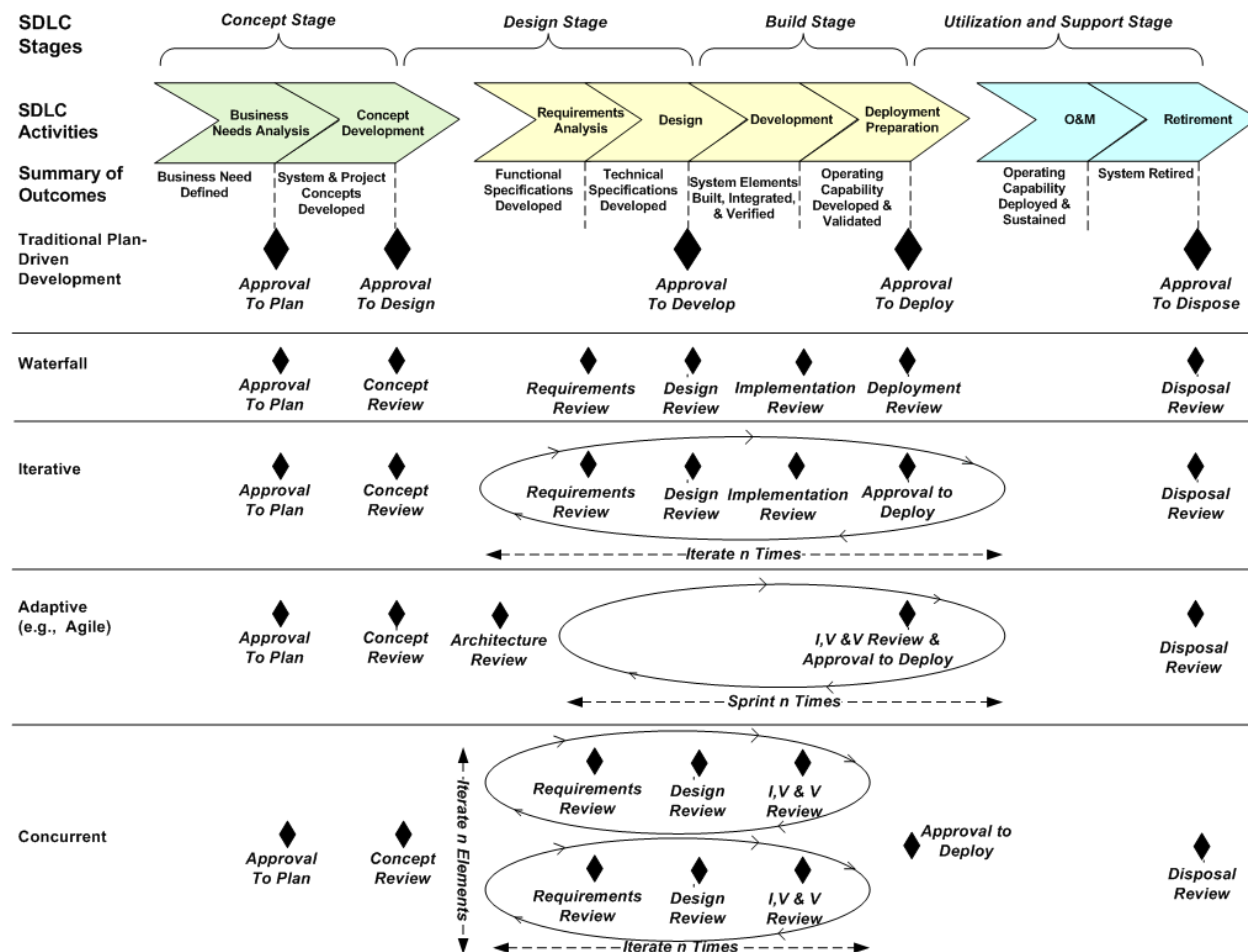 SDLC
Stages
Concept Stage
Design Stage
Build Stage
Utilization and Support Stage
SDLC
Activities
Business
Needs Analysis
Concept
Development
Requirements
Analysis
Design
Development
Deployment
Preparation
O&M
Retirement
Summary of
Outcomes
Business Need
Defined
System & Project
Concepts
Developed
Functional
Specifications
Developed
Technical
Specifications
Developed
System Elements
Built, Integrated,
& Verified
Operating
Capability
Developed &
Validated
Operating
Capability
Deployed &
Sustained
System Retired
Traditional Plan-
Driven
Development
Approval
To Plan
Approval
To Design
Approval
To Develop
Approval
To Deploy
Approval
To Dispose
Waterfall
Approval
To Plan
Concept
Review
Requirements
Review
Design
Review
Implementation
Review
Deployment
Review
Disposal
Review
Iterative
Approval
To Plan
Concept
Review
Requirements
Review
Design
Review
Implementation
Review
Approval to
Deploy
Disposal
Review
Iterate n Times
Adaptive
(e.g., Agile)
Approval
To Plan
Concept
Review
Architecture
Review
I,V &V Review &
Approval to Deploy
Disposal
Review
Sprint n Times
Concurrent
Approval
To Plan
Concept
Review
Iterate n Elements
Requirements
Review
Design
Review
I,V & V
Review
Requirements
Review
Design
Review
I,V & V
Review
Iterate n Times
Approval to
Deploy
Disposal
Review